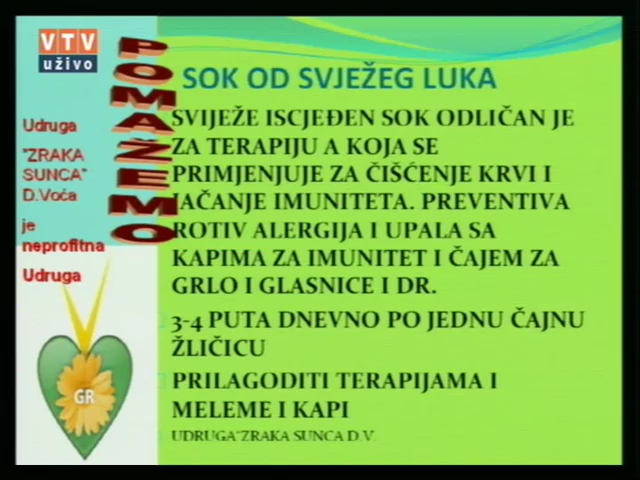 VTV
uživo
POMAŽEMO
Udruga
"ZRAKA
SUNCA"
D.Voća
je
neprofitna
Udruga
GR
SOK OD SVJEŽEG LUKA
SVIJEŽE ISCJEĐEN SOK ODLIČAN JE
ZA TERAPIJU A KOJA SE
PRIMJENJUJE ZA ČIŠĆENJE KRVI I
JAČANJE IMUNITETA. PREVENTIVA
ROTIV ALERGIJA I UPALA SA
KAPIMA ZA IMUNITET I ČAJEM ZA
GRLO I GLASNICE I DR.
3-4 PUTA DNEVNO PO JEDNU ČAJNU
ŽLIČICU
PRILAGODITI TERAPIJAMA I
MELEME I KAPI
UDRUGA"ZRAKA SUNCA D.V.